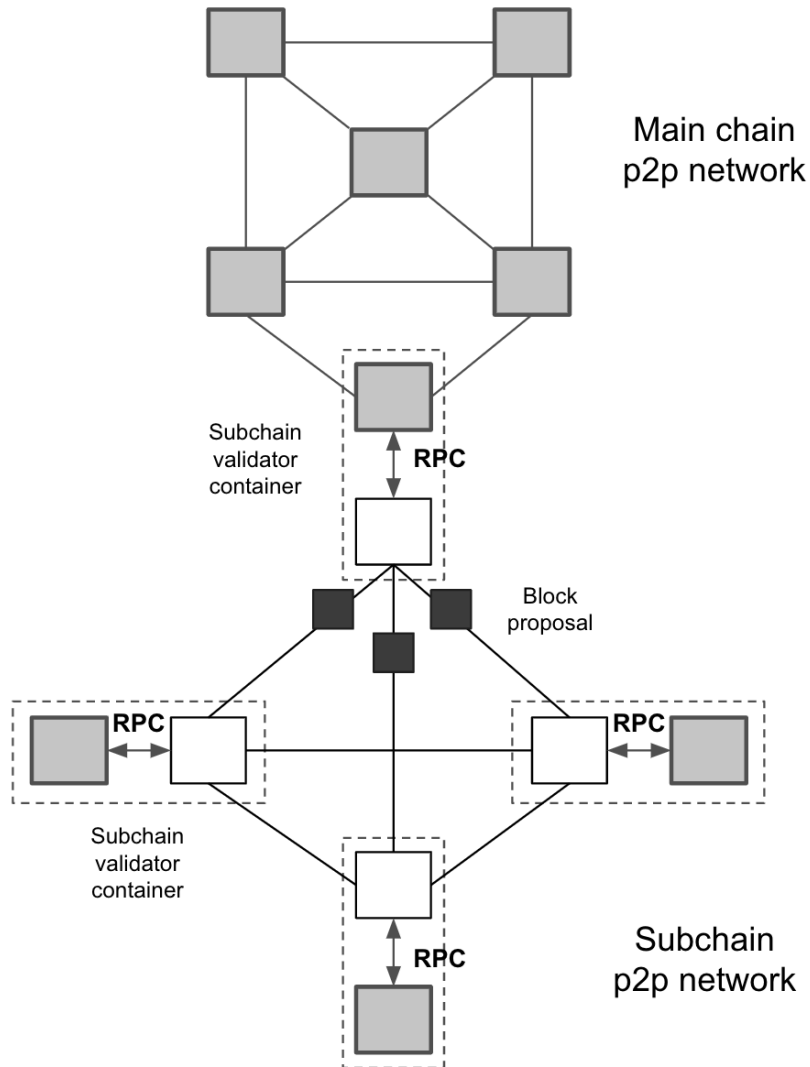 Main chain
p2p network
Subchain
validator
container
RPC
Block
proposal
RPC
RPC
Subchain
validator
container
RPC
Subchain
p2p network